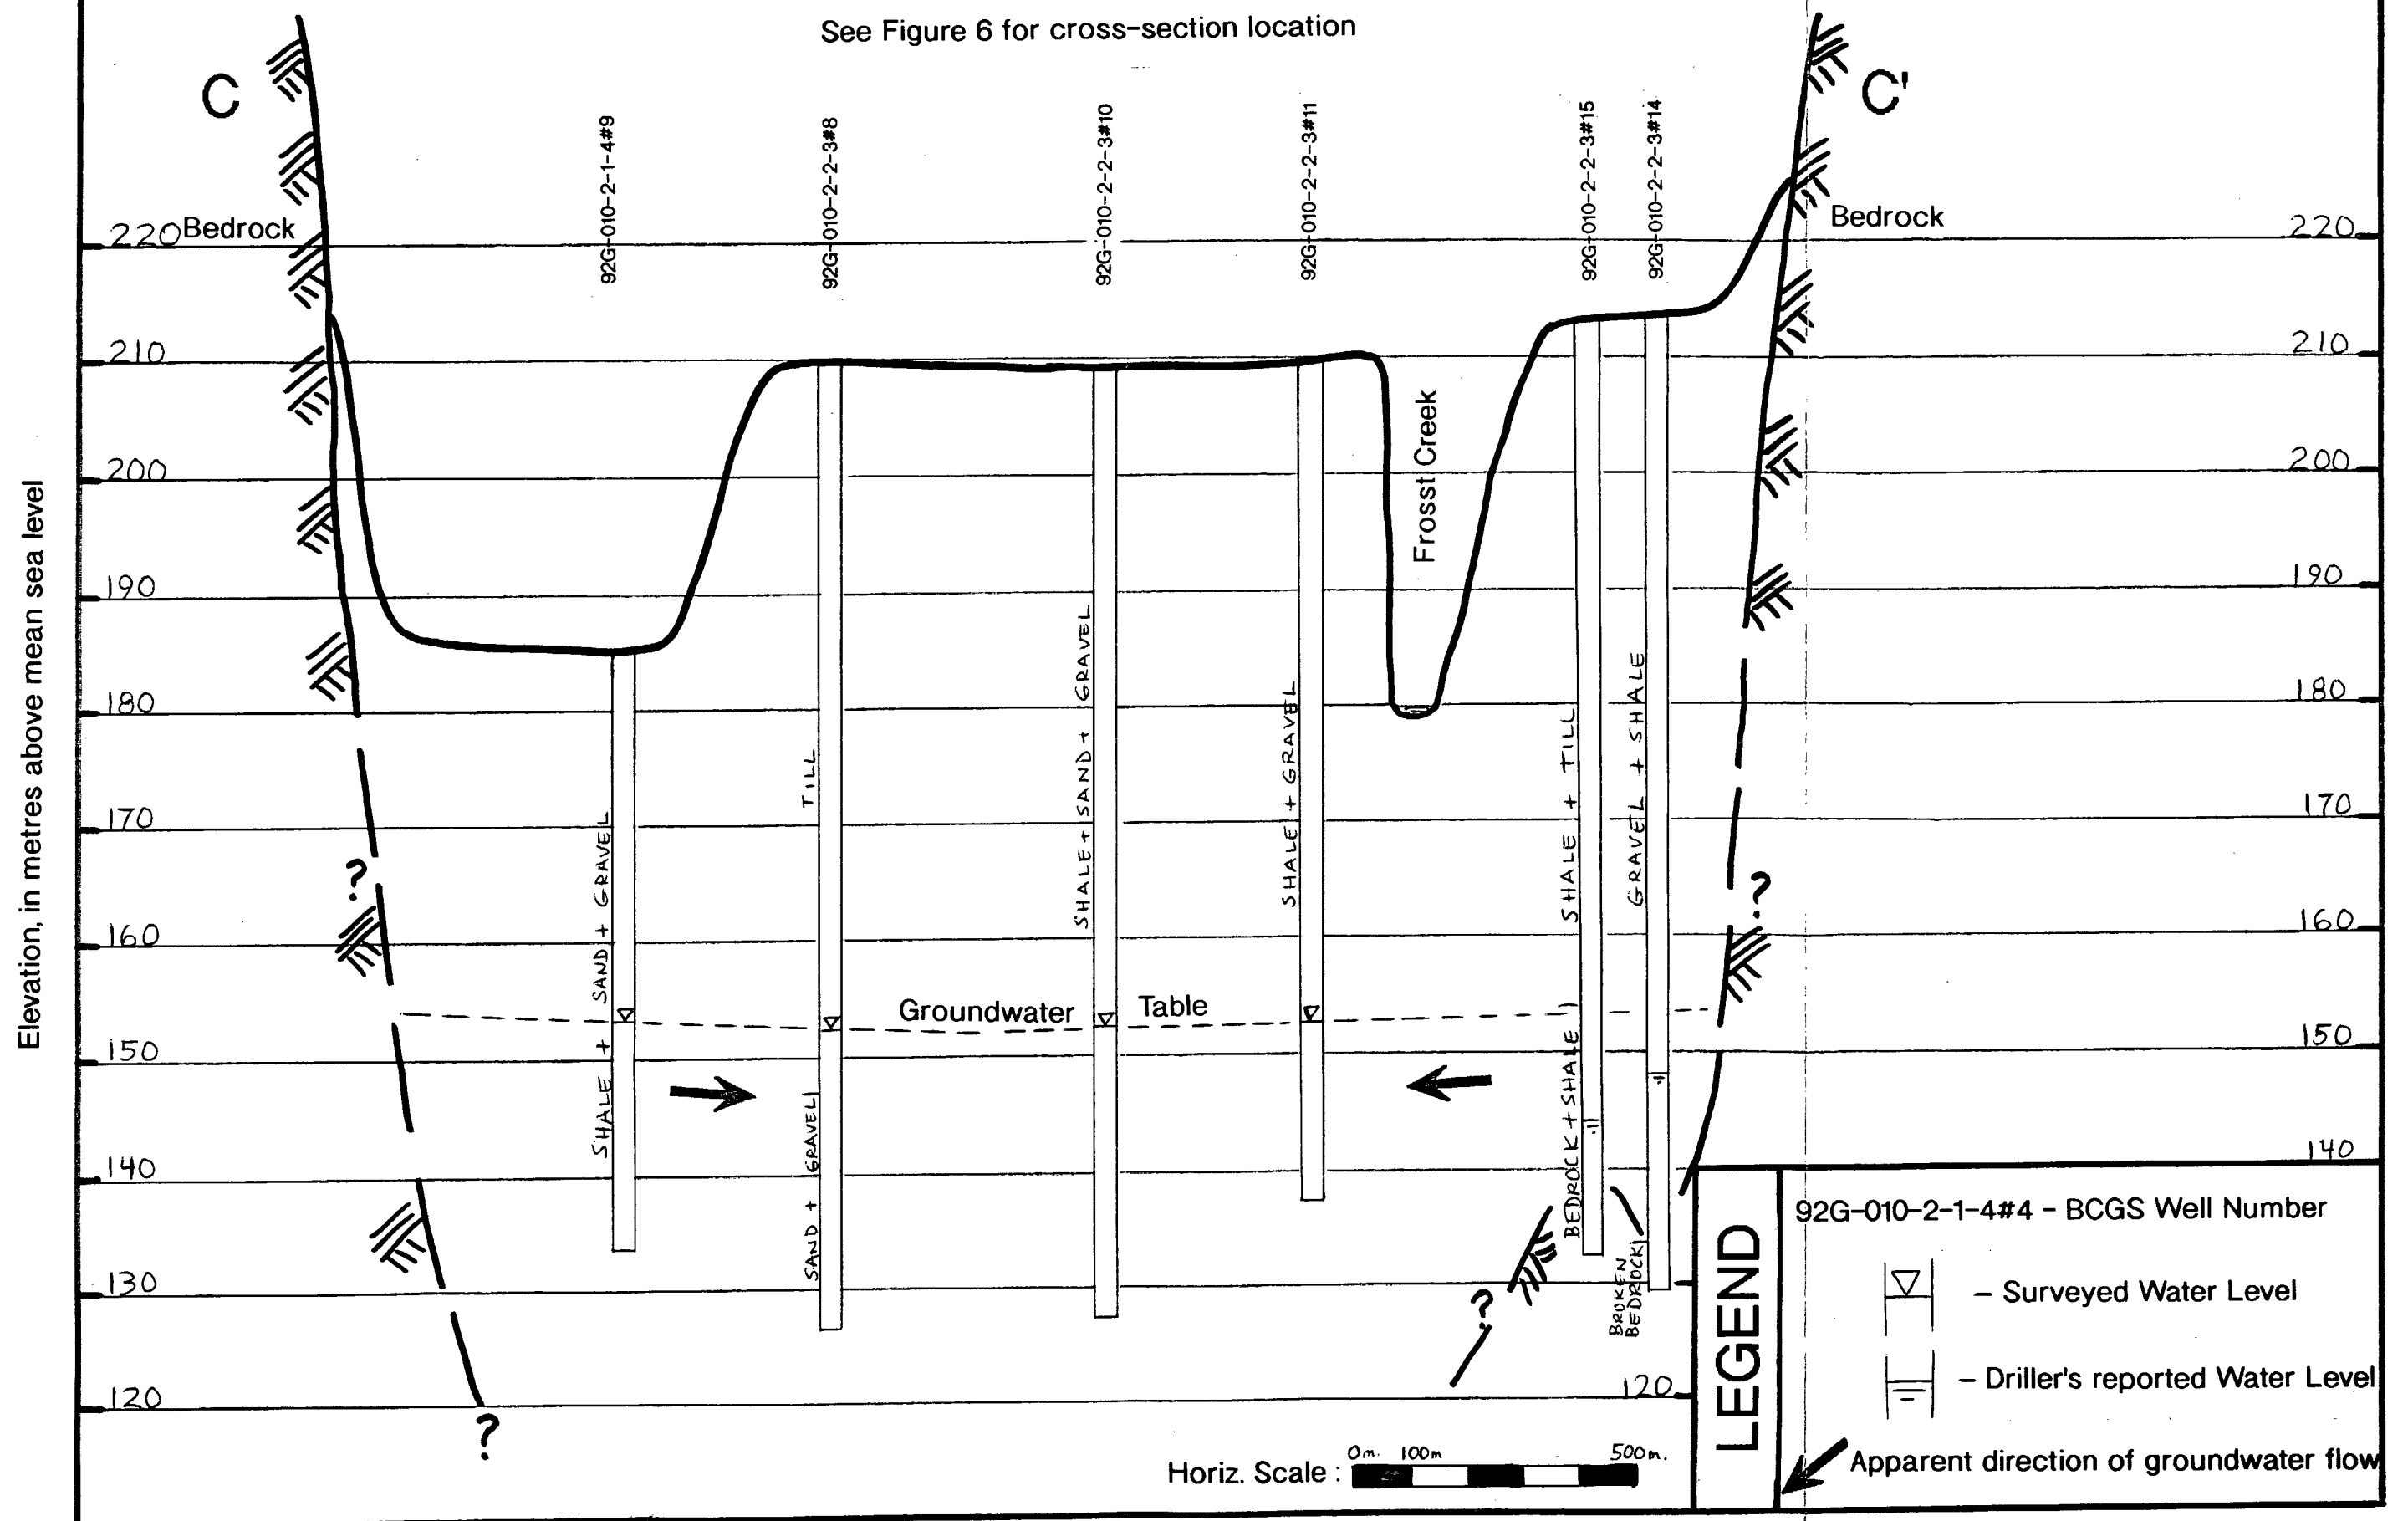 See Figure 6 for cross-section location
C
C'
92G-010-2-1-4#9
92G-010-2-2-3#8
92G-010-2-2-3#10
92G-010-2-2-3#11
92G-010-2-2-3#15
92G-010-2-2-3#14
Bedrock
Bedrock
220
220
210
210
200
200
190
190
180
180
170
170
160
160
150
150
140
140
130
120
120
Elevation, in metres above mean sea level
Frosst Creek
SHALE + SAND + GRAVEL
TILL
SAND + GRAVEL
SHALE + SAND + GRAVEL
SHALE + GRAVEL
SHALE + TILL
BEDROCK + SHALE
GRAVEL + SHALE
BROKEN
BEDROCK
Groundwater Table
?
?
?
?
Horiz. Scale :
0m. 100m 500m.
LEGEND
92G-010-2-1-4#4 - BCGS Well Number
- Surveyed Water Level
- Driller's reported Water Level
Apparent direction of groundwater flow